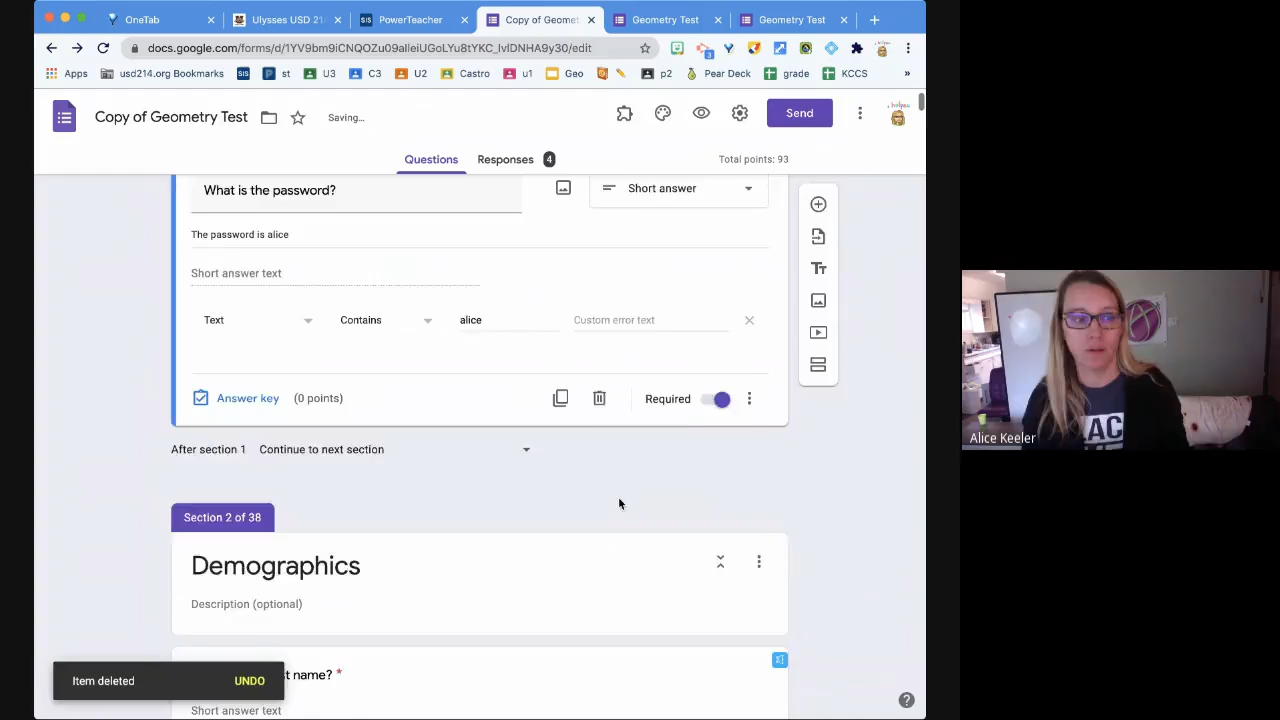 OneTab
Ulysses USD 21
PowerTeacher
Copy of Geomet
Geometry Test
Geometry Test
docs.google.com/forms/d/1YV9bm9iCNQOZu09alleiUGoLYu8tYKC_IvlDNHA9y30/edit
3
Apps
usd214.org Bookmarks
SIS
st
U3
C3
U2
Castro
u1
Geo
p2
Pear Deck
grade
KCCS
»
Copy of Geometry Test
Saving...
Send
Questions
Responses
4
Total points: 93
What is the password?
Short answer
The password is alice
Short answer text
Text
Contains
alice
Custom error text
Answer key
(0 points)
Required
After section 1
Continue to next section
Section 2 of 38
Demographics
Description (optional)
t name? *
Short answer text
Item deleted
UNDO
Alice Keeler